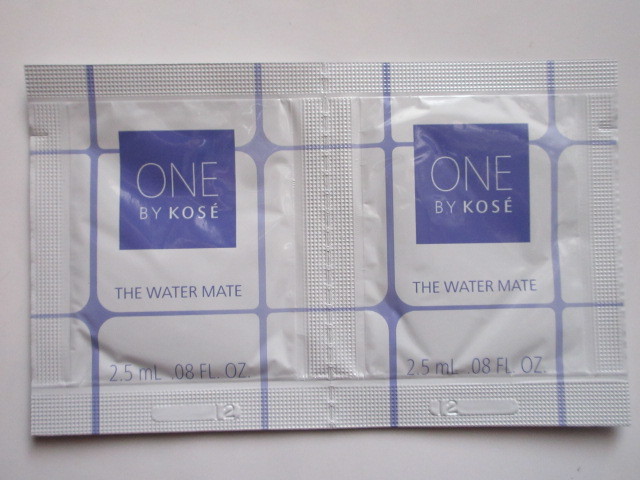 ONE
BY KOSÉ
THE WATER MATE
2.5 mL .08 FL. OZ.
12
ONE
BY KOSÉ
THE WATER MATE
2.5 mL .08 FL. OZ.
12